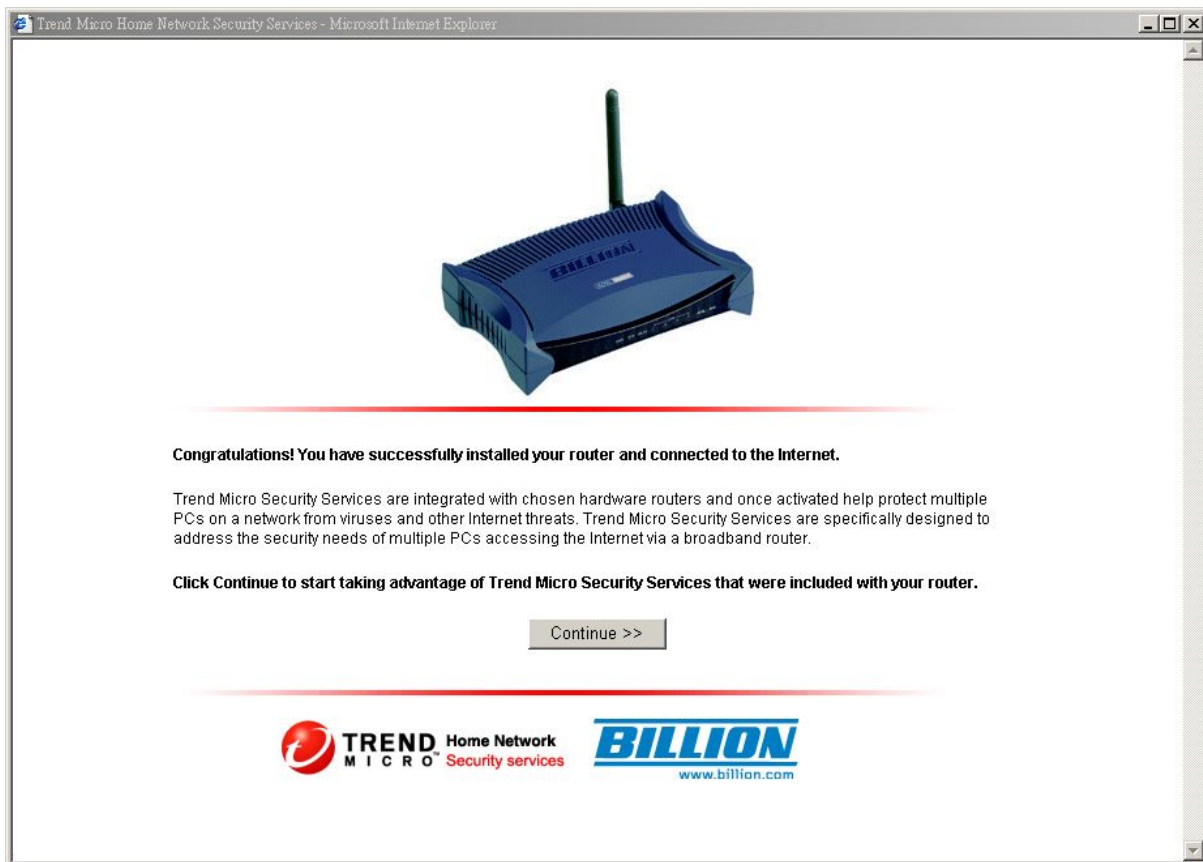 Trend Micro Home Network Security Services - Microsoft Internet Explorer
BILLION
Congratulations! You have successfully installed your router and connected to the Internet.
Trend Micro Security Services are integrated with chosen hardware routers and once activated help protect multiple
PCs on a network from viruses and other Internet threats. Trend Micro Security Services are specifically designed to
address the security needs of multiple PCs accessing the Internet via a broadband router.
Click Continue to start taking advantage of Trend Micro Security Services that were included with your router.
Continue >>
TREND
MICRO™
Home Network
Security services
BILLION
www.billion.com